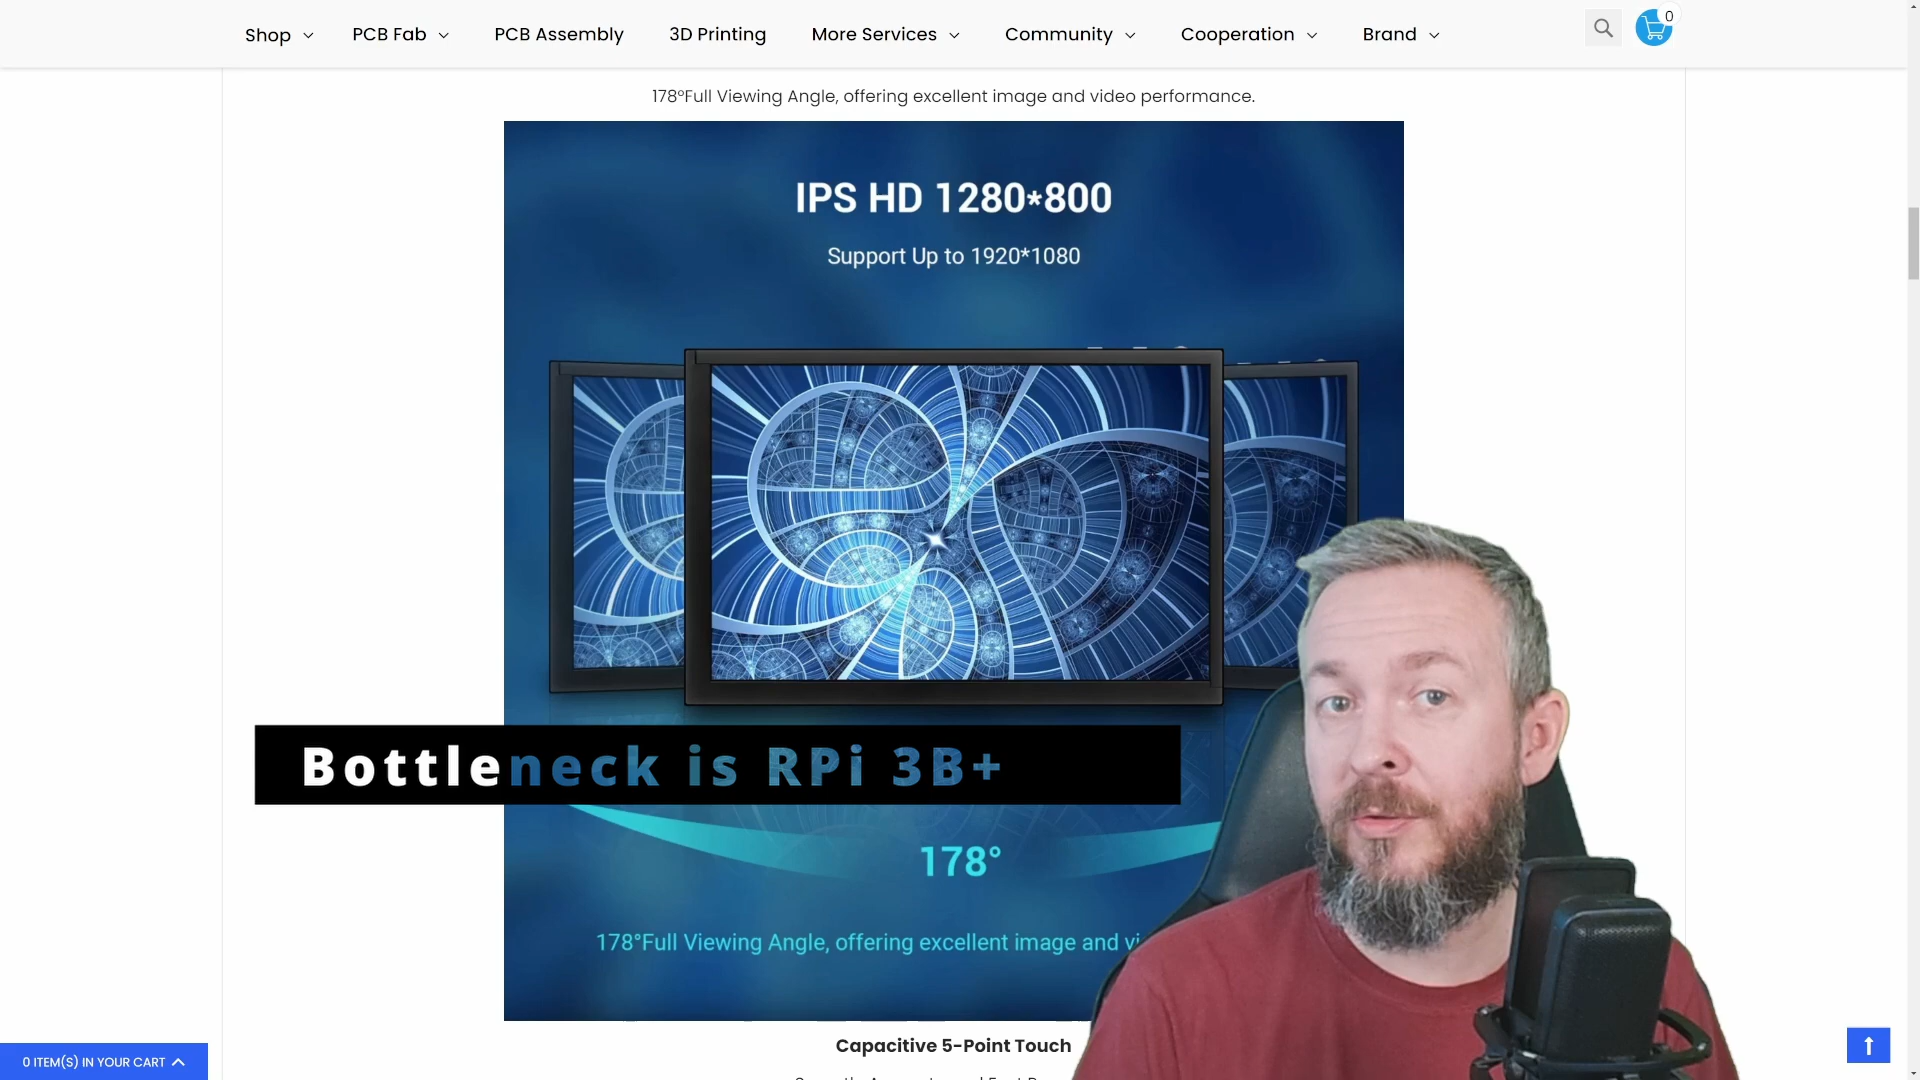 Shop PCB Fab PCB Assembly 3D Printing More Services Community Cooperation Brand 0
178°Full Viewing Angle, offering excellent image and video performance.
IPS HD 1280*800
Support Up to 1920*1080
Bottleneck is RPi 3B+
178°
178°Full Viewing Angle, offering excellent image and vi
Capacitive 5-Point Touch
0 ITEM(S) IN YOUR CART